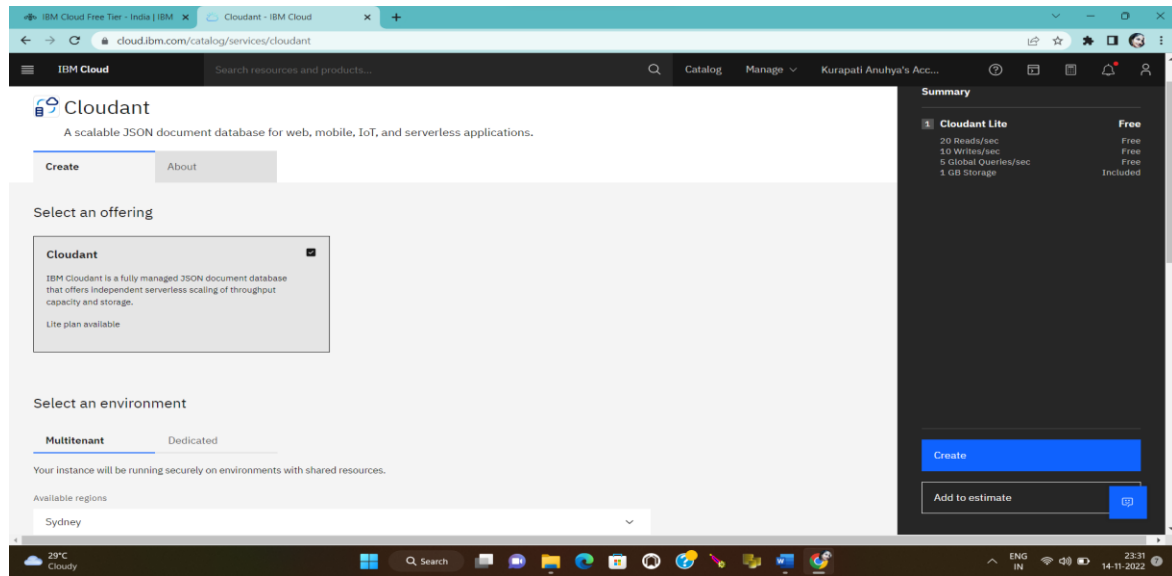 IBM Cloud Free Tier - India | IBM
Cloudant - IBM Cloud
cloud.ibm.com/catalog/services/cloudant
IBM Cloud
Search resources and products...
Catalog
Manage
Kurapati Anuhya's Acc...
Cloudant
A scalable JSON document database for web, mobile, IoT, and serverless applications.
Create
About
Select an offering
Cloudant
IBM Cloudant is a fully managed JSON document database
that offers independent serverless scaling of throughput
capacity and storage.
Lite plan available
Select an environment
Multitenant
Dedicated
Your instance will be running securely on environments with shared resources.
Available regions
Sydney
Summary
1 Cloudant Lite Free
20 Reads/sec Free
10 Writes/sec Free
5 Global Queries/sec Free
1 GB Storage Included
Create
Add to estimate
29°C
Cloudy
Search
ENG
IN
23:31
14-11-2022